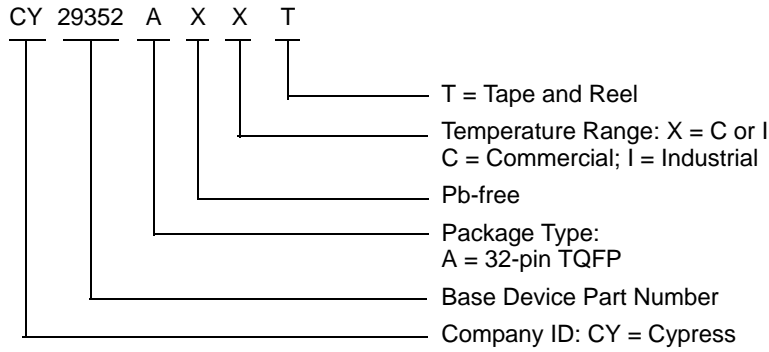 CY 29352 A X X T
T = Tape and Reel
Temperature Range: X = C or I
C = Commercial; I = Industrial
Pb-free
Package Type:
A = 32-pin TQFP
Base Device Part Number
Company ID: CY = Cypress